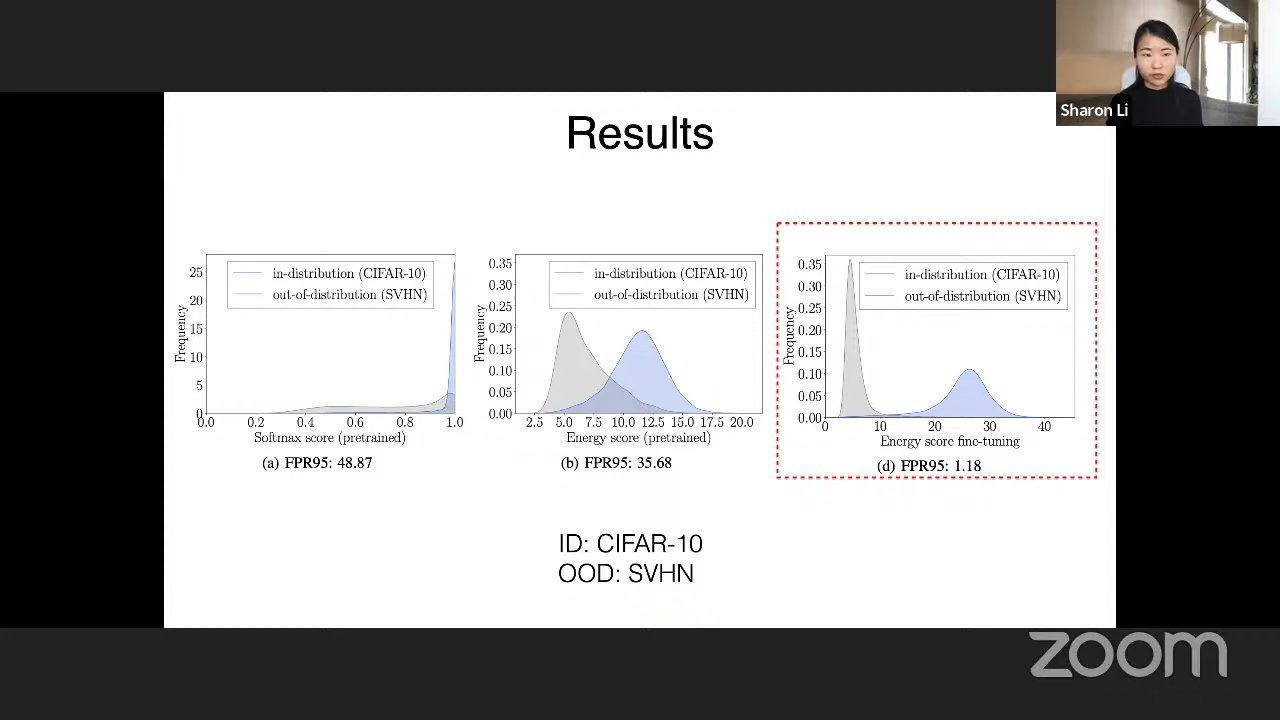 Sharon Li
Results
in-distribution (CIFAR-10)
out-of-distribution (SVHN)
Frequency
25
20
15
10
5
0
0.0 0.2 0.4 0.6 0.8 1.0
Softmax score (pretrained)
(a) FPR95: 48.87
in-distribution (CIFAR-10)
out-of-distribution (SVHN)
Frequency
0.35
0.30
0.25
0.20
0.15
0.10
0.05
0.00
2.5 5.0 7.5 10.0 12.5 15.0 17.5 20.0
Energy score (pretrained)
(b) FPR95: 35.68
in-distribution (CIFAR-10)
out-of-distribution (SVHN)
Frequency
0.35
0.30
0.25
0.20
0.15
0.10
0.05
0.00
0 10 20 30 40
Energy score fine-tuning
(d) FPR95: 1.18
ID: CIFAR-10
OOD: SVHN
zoom